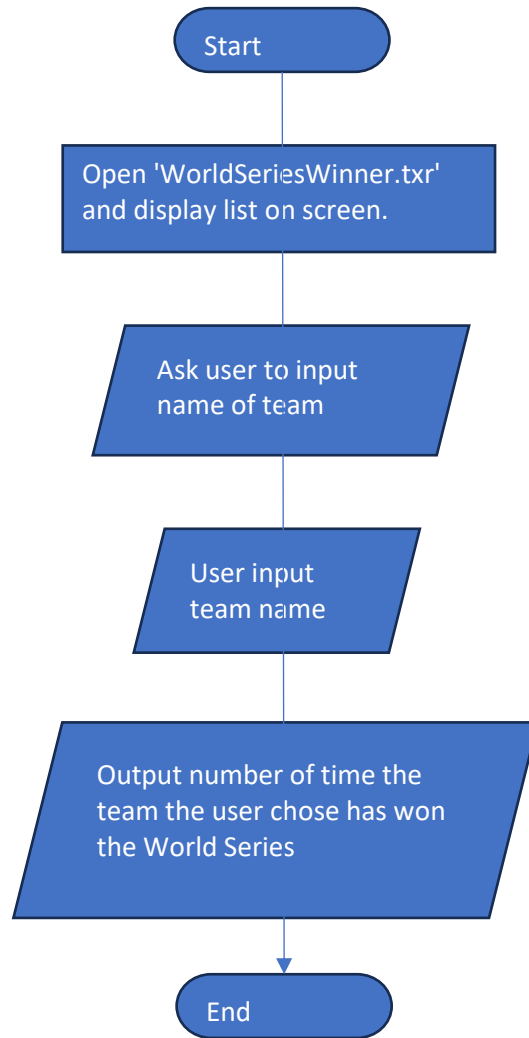 Start
Open 'WorldSeriesWinner.txr'
and display list on screen.
Ask user to input
name of team
User input
team name
Output number of time the
team the user chose has won
the World Series
End